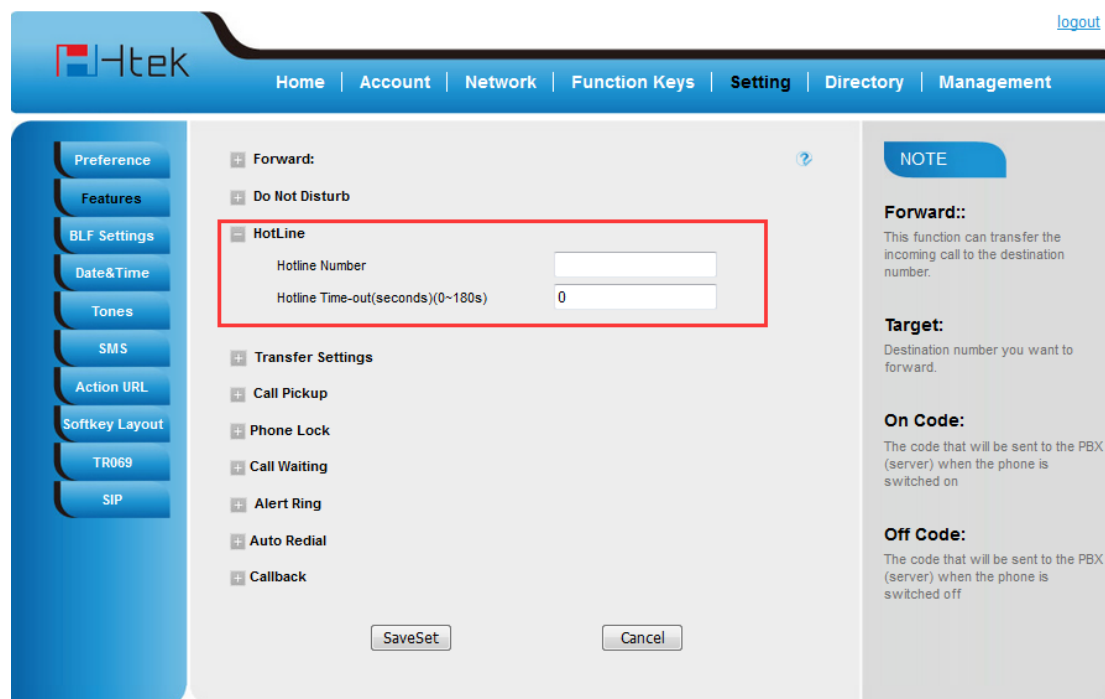 logout
Htek
Home | Account | Network | Function Keys | Setting | Directory | Management
Preference
Features
BLF Settings
Date&Time
Tones
SMS
Action URL
Softkey Layout
TR069
SIP
Forward:
Do Not Disturb
HotLine
Hotline Number
Hotline Time-out(seconds)(0~180s) 0
Transfer Settings
Call Pickup
Phone Lock
Call Waiting
Alert Ring
Auto Redial
Callback
SaveSet Cancel
NOTE
Forward::
This function can transfer the
incoming call to the destination
number.
Target:
Destination number you want to
forward.
On Code:
The code that will be sent to the PBX
(server) when the phone is
switched on
Off Code:
The code that will be sent to the PBX
(server) when the phone is
switched off